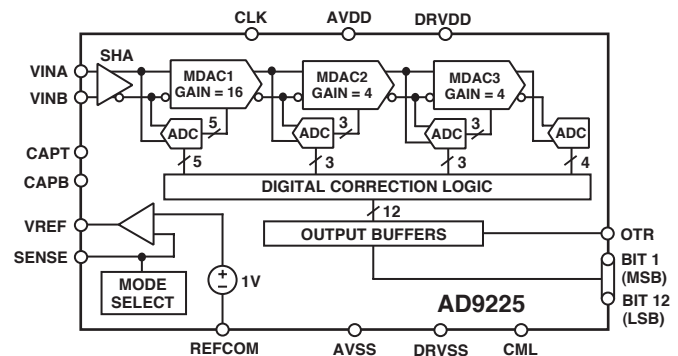 CLK AVDD DRVDD
SHA
VINA
VINB
MDAC1
GAIN = 16
MDAC2
GAIN = 4
MDAC3
GAIN = 4
ADC 5 ADC 3 ADC 3 ADC
5 3 3 4
CAPT
CAPB
DIGITAL CORRECTION LOGIC
12
VREF
OUTPUT BUFFERS
OTR
SENSE
BIT 1
(MSB)
MODE
SELECT
+
–
1V
AD9225
BIT 12
(LSB)
REFCOM AVSS DRVSS CML